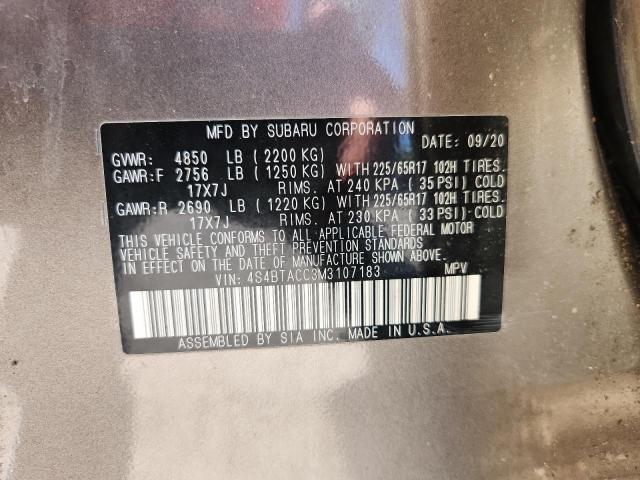 MFD BY SUBARU CORPORATION
DATE: 09/20
GVWR: 4850 LB (2200 KG)
GAWR:F 2756 LB (1250 KG) WITH 225/65R17 102H TIRES.
17X7J RIMS. AT 240 KPA (35 PSI) COLD
GAWR:R 2690 LB (1220 KG) WITH 225/65R17 102H TIRES.
17X7J RIMS. AT 230 KPA (33 PSI) COLD
THIS VEHICLE CONFORMS TO ALL APPLICABLE FEDERAL MOTOR
VEHICLE SAFETY AND THEFT PREVENTION STANDARDS
IN EFFECT ON THE DATE OF MANUFACTURE SHOWN ABOVE.
VIN: 4S4BTACC3M3107183 MPV
ASSEMBLED BY SIA INC. MADE IN U.S.A.